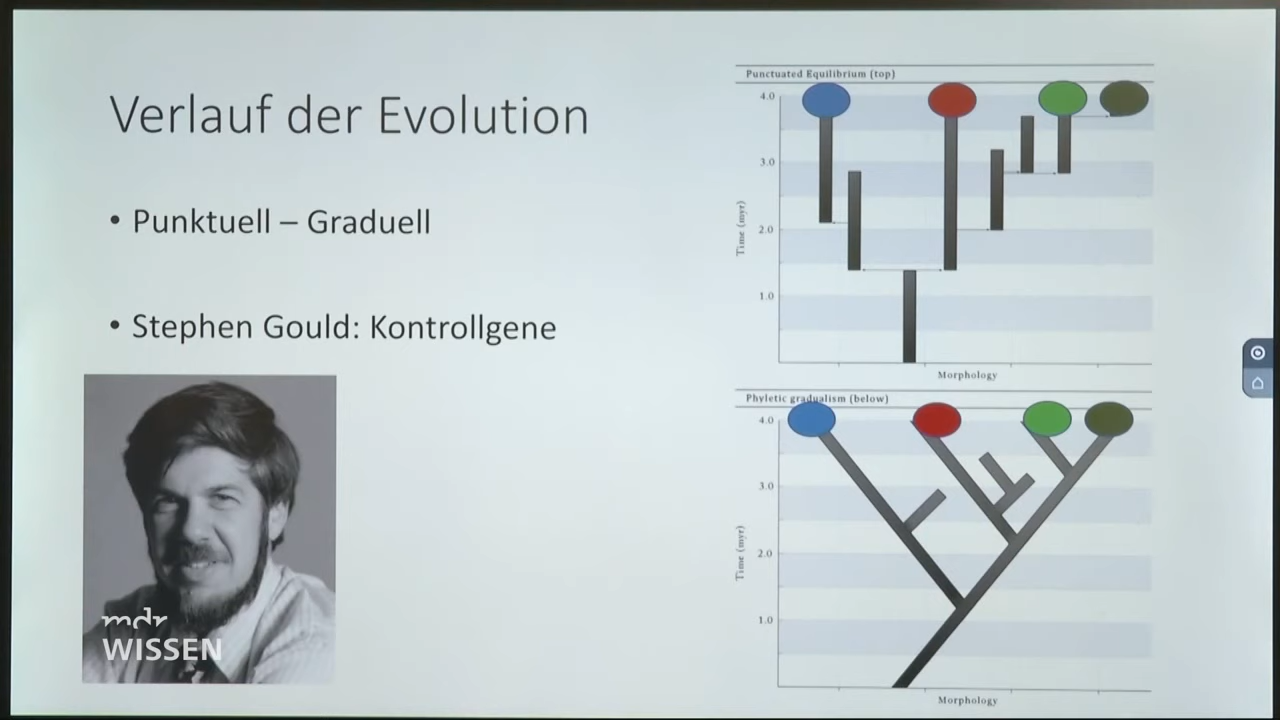 Verlauf der Evolution
• Punktuell – Graduell
• Stephen Gould: Kontrollgene
mdr
WISSEN
Punctuated Equilibrium (top)
4.0
3.0
2.0
1.0
Time (myr)
Morphology
Phyletic gradualism (below)
4.0
3.0
2.0
1.0
Time (myr)
Morphology